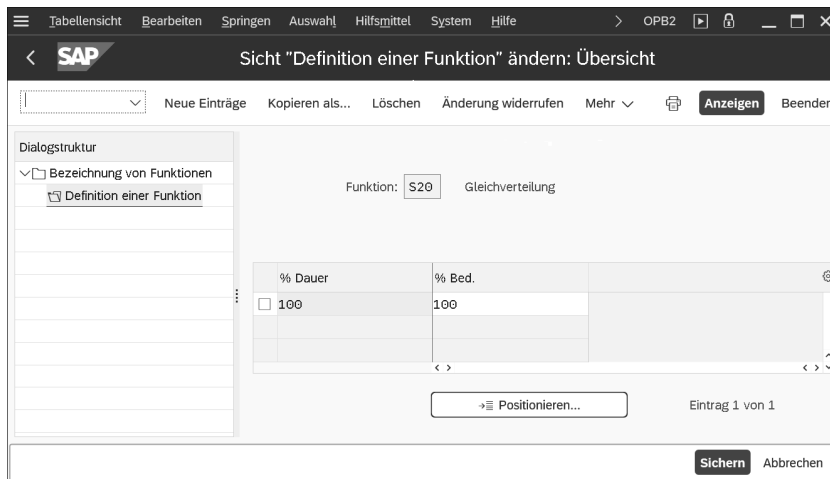 Tabellensicht Bearbeiten Springen Auswahl Hilfsmittel System Hilfe OPB2
SAP Sicht "Definition einer Funktion" ändern: Übersicht
Neue Einträge Kopieren als... Löschen Änderung widerrufen Mehr Anzeigen Beenden
Dialogstruktur
Bezeichnung von Funktionen
Definition einer Funktion
Funktion: S20 Gleichverteilung
% Dauer % Bed.
100 100
Positionieren... Eintrag 1 von 1
Sichern Abbrechen